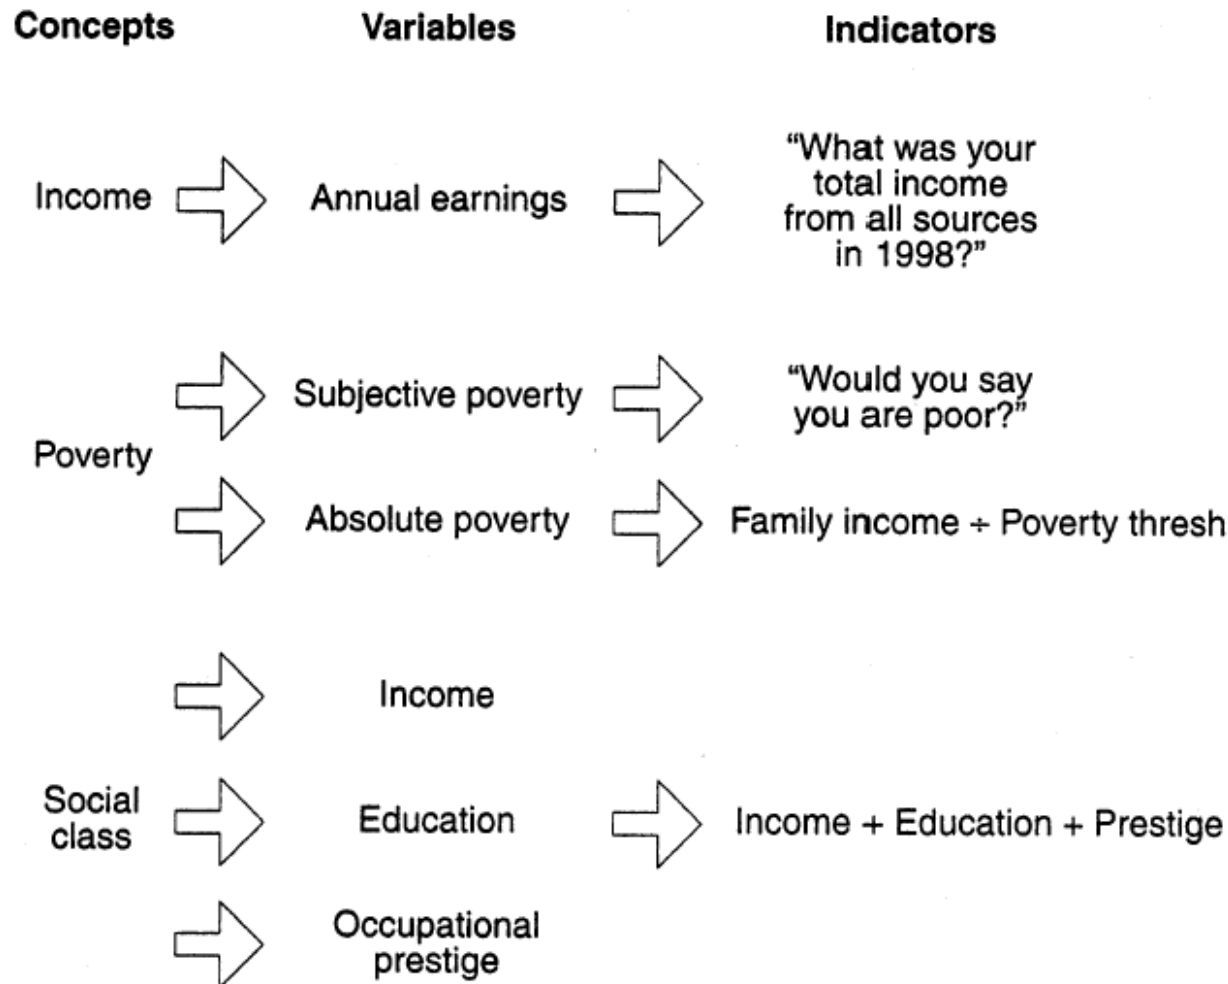 Concepts Variables Indicators
Income Annual earnings
“What was your
total income
from all sources
in 1998?”
Subjective poverty
“Would you say
you are poor?”
Poverty
Absolute poverty Family income ÷ Poverty thresh
Income
Social
class
Education Income + Education + Prestige
Occupational
prestige